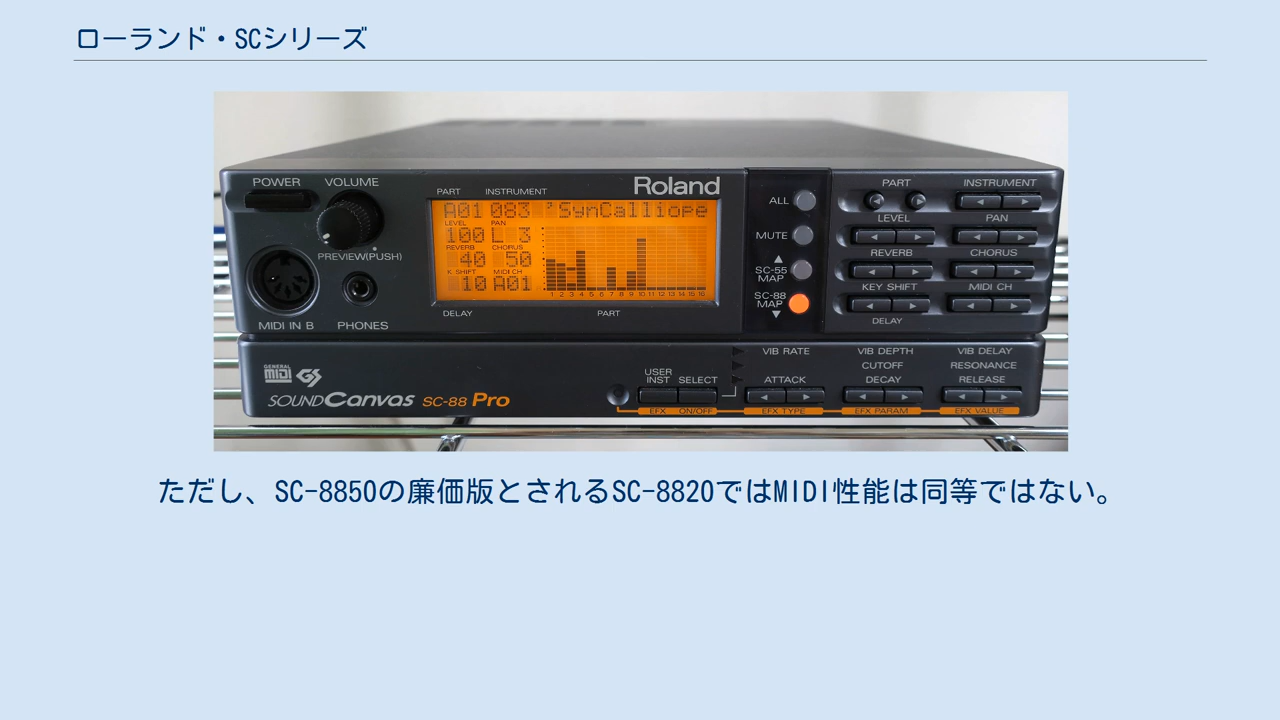 ローランド・SCシリーズ
POWER
VOLUME
PREVIEW(PUSH)
MIDI IN B
PHONES
PART INSTRUMENT
Roland
A01 083 'SynCalliope
LEVEL PAN
100 L 3
REVERB CHORUS
40 50
K SHIFT MIDI CH
10 A01
1 2 3 4 5 6 7 8 9 10 11 12 13 14 15 16
DELAY
PART
ALL
MUTE
SC-55
MAP
SC-88
MAP
PART INSTRUMENT
LEVEL PAN
REVERB CHORUS
KEY SHIFT MIDI CH
DELAY
GENERAL
MIDI GS
SOUND Canvas SC-88 Pro
USER
INST SELECT
EFX ON/OFF
VIB RATE VIB DEPTH VIB DELAY
CUTOFF RESONANCE
ATTACK DECAY RELEASE
EFX TYPE EFX PARAM EFX VALUE
ただし、SC-8850の廉価版とされるSC-8820ではMIDI性能は同等ではない。